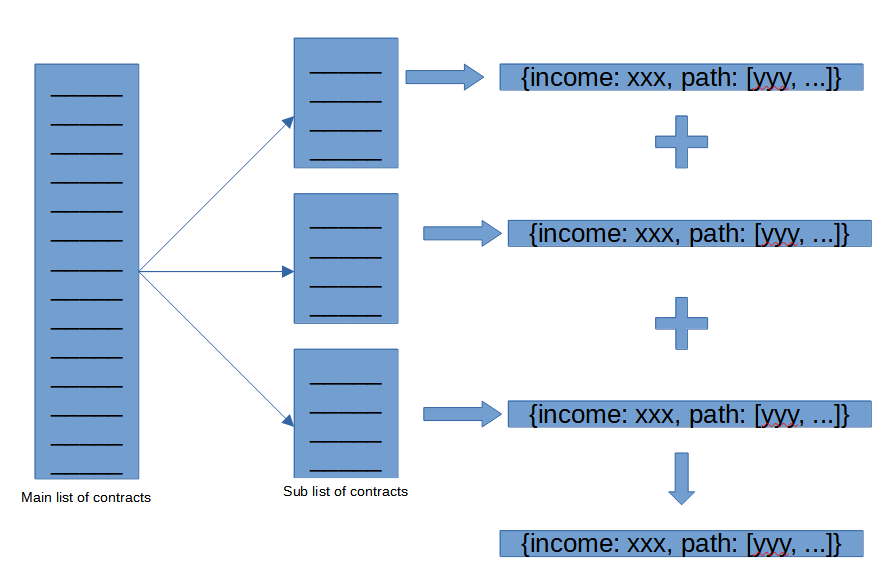 {income: xxx, path: [yyy, ...]}
{income: xxx, path: [yyy, ...]}
{income: xxx, path: [yyy, ...]}
Main list of contracts
Sub list of contracts
{income: xxx, path: [yyy, ...]}